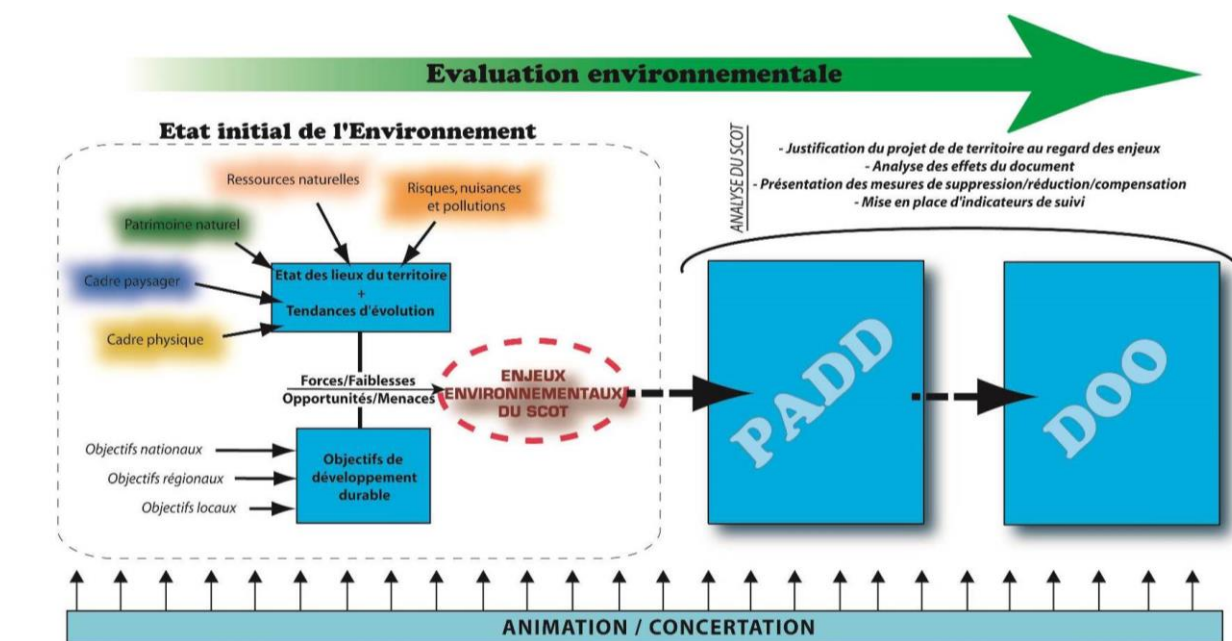 Evaluation environnementale
Etat initial de l'Environnement
Ressources naturelles
Risques, nuisances
et pollutions
Patrimoine naturel
Cadre paysager
Cadre physique
Etat des lieux du territoire
+
Tendances d'évolution
Forces/Faiblesses
Opportunités/Menaces
ENJEUX
ENVIRONNEMENTAUX
DU SCOT
Objectifs nationaux
Objectifs régionaux
Objectifs locaux
Objectifs de
développement
durable
ANALYSE DU SCOT
- Justification du projet de de territoire au regard des enjeux
- Analyse des effets du document
- Présentation des mesures de suppression/réduction/compensation
- Mise en place d'indicateurs de suivi
PADD
DOO
ANIMATION / CONCERTATION